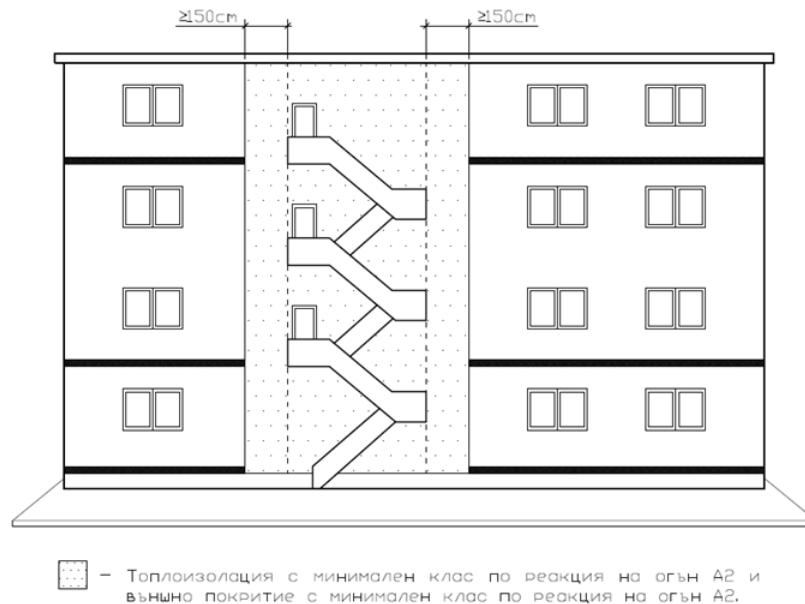 ≥150cm ≥150cm
– Топлоизолация с минимален клас по реакция на огън А2 и
външно покритие с минимален клас по реакция на огън А2.